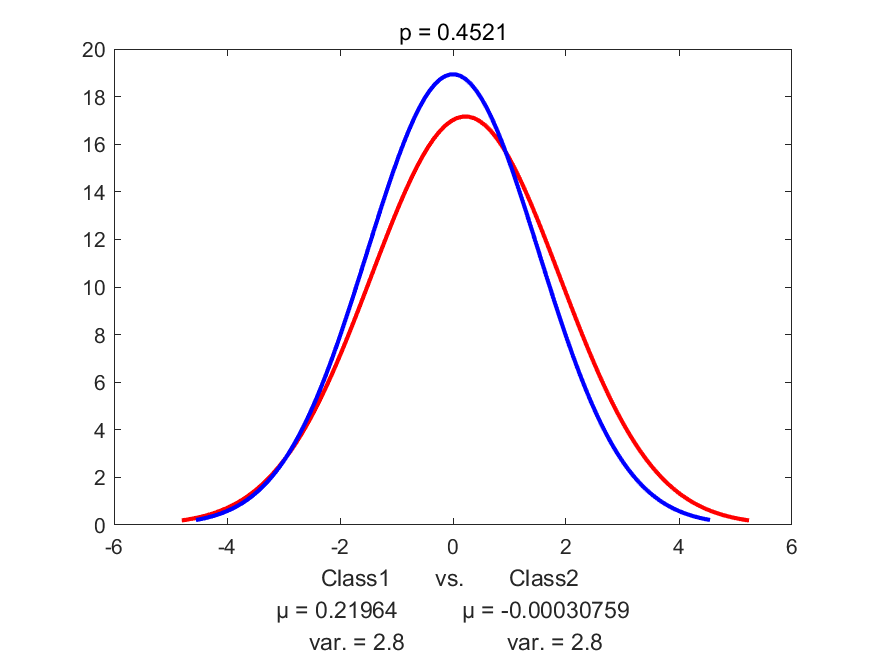 p = 0.4521
20
18
16
14
12
10
8
6
4
2
0
-6 -4 -2 0 2 4 6
Class1 vs. Class2
μ = 0.21964 μ = -0.00030759
var. = 2.8 var. = 2.8